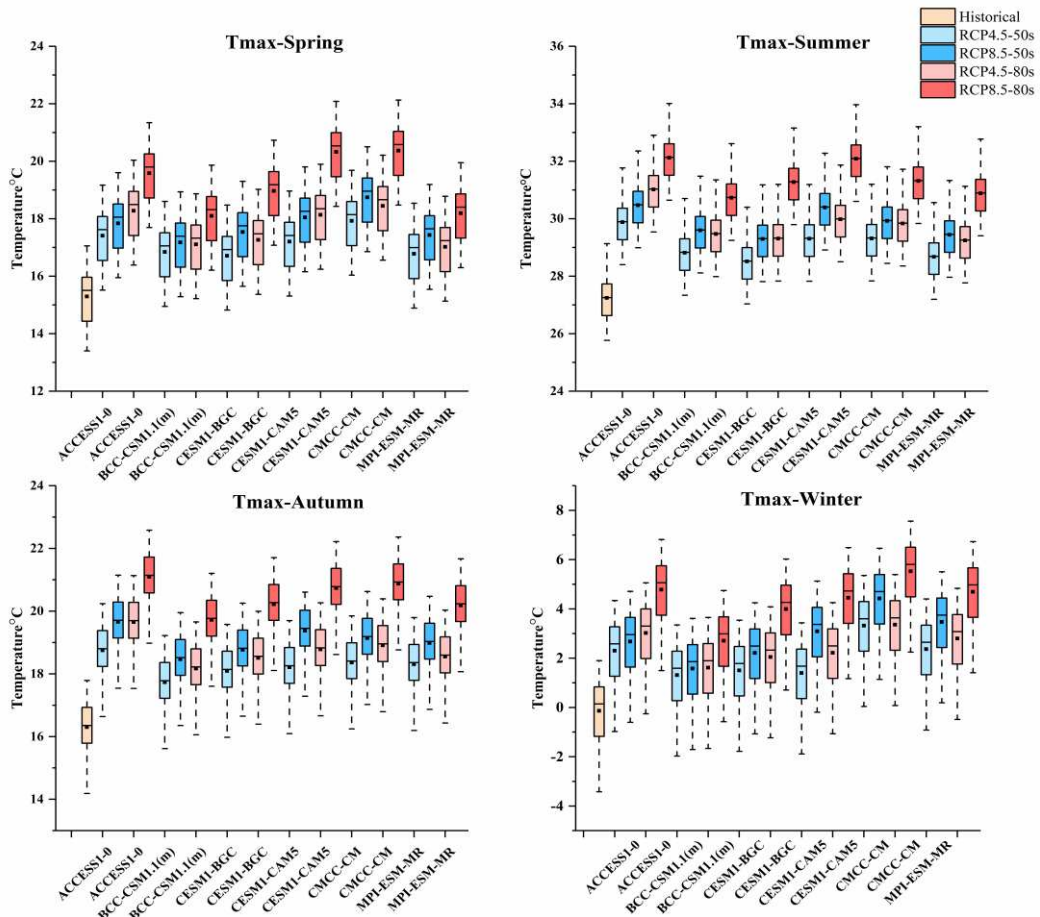 Historical
RCP4.5-50s
RCP8.5-50s
RCP4.5-80s
RCP8.5-80s
Tmax-Spring
Temperature°C
24
22
20
18
16
14
12
ACCESS1-0
ACCESS1-0
BCC-CSM1.1(m)
BCC-CSM1.1(m)
CESM1-BGC
CESM1-BGC
CESM1-CAM5
CESM1-CAM5
CMCC-CM
CMCC-CM
MPI-ESM-MR
MPI-ESM-MR
Tmax-Summer
Temperature°C
36
34
32
30
28
26
24
ACCESS1-0
ACCESS1-0
BCC-CSM1.1(m)
BCC-CSM1.1(m)
CESM1-BGC
CESM1-BGC
CESM1-CAM5
CESM1-CAM5
CMCC-CM
CMCC-CM
MPI-ESM-MR
MPI-ESM-MR
Tmax-Autumn
Temperature°C
24
22
20
18
16
14
ACCESS1-0
ACCESS1-0
BCC-CSM1.1(m)
BCC-CSM1.1(m)
CESM1-BGC
CESM1-BGC
CESM1-CAM5
CESM1-CAM5
CMCC-CM
CMCC-CM
MPI-ESM-MR
MPI-ESM-MR
Tmax-Winter
Temperature°C
8
6
4
2
0
-2
-4
ACCESS1-0
ACCESS1-0
BCC-CSM1.1(m)
BCC-CSM1.1(m)
CESM1-BGC
CESM1-BGC
CESM1-CAM5
CESM1-CAM5
CMCC-CM
CMCC-CM
MPI-ESM-MR
MPI-ESM-MR